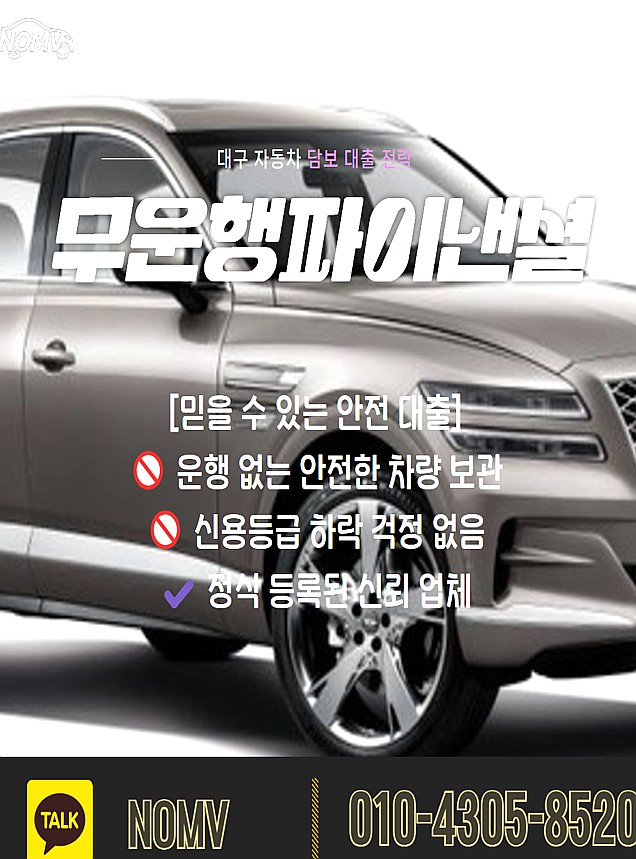 NOMV
대구 자동차 담보 대출 전략
무운행파이낸셜
[믿을 수 있는 안전 대출]
운행 없는 안전한 차량 보관
신용등급 하락 걱정 없음
정식 등록된 신뢰 업체
TALK NOMV 010-4305-8520